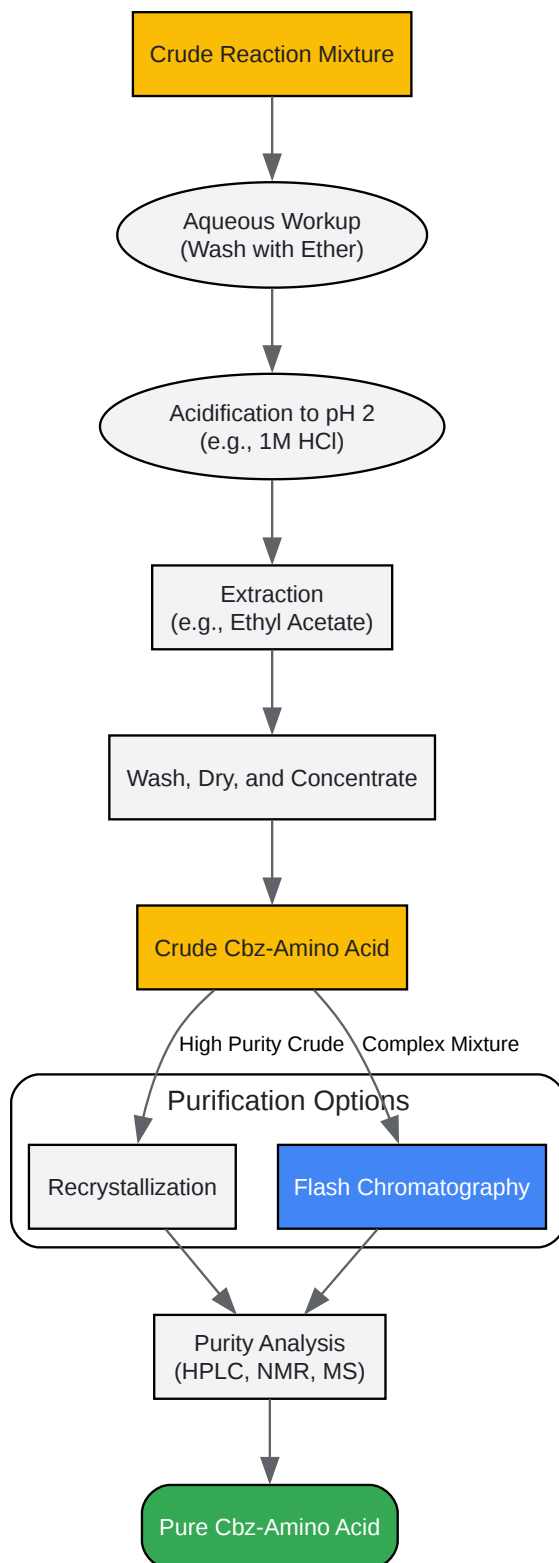 Crude Reaction Mixture
Aqueous Workup
(Wash with Ether)
Acidification to pH 2
(e.g., 1M HCl)
Extraction
(e.g., Ethyl Acetate)
Wash, Dry, and Concentrate
Crude Cbz-Amino Acid
High Purity Crude
Complex Mixture
Purification Options
Recrystallization
Flash Chromatography
Purity Analysis
(HPLC, NMR, MS)
Pure Cbz-Amino Acid